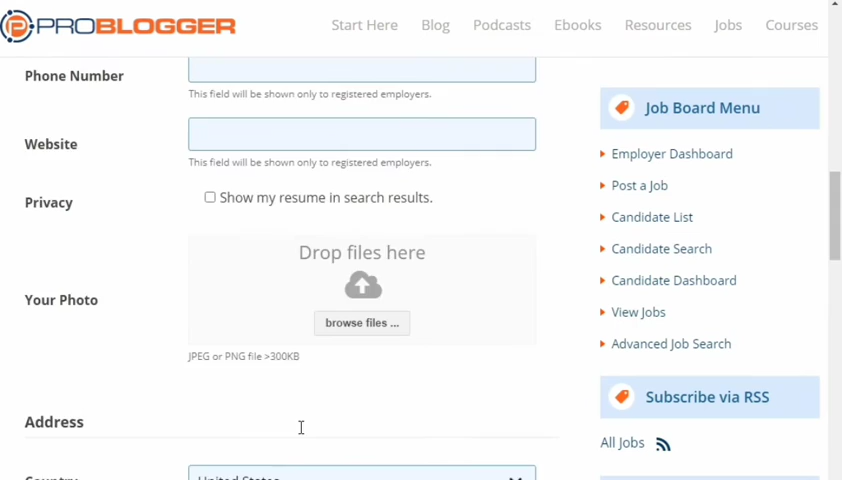 PROBLOGGER
Start Here Blog Podcasts Ebooks Resources Jobs Courses
Phone Number
This field will be shown only to registered employers.
Website
This field will be shown only to registered employers.
Privacy
Show my resume in search results.
Your Photo
Drop files here
browse files ...
JPEG or PNG file >300KB
Address
Country
United States
Job Board Menu
Employer Dashboard
Post a Job
Candidate List
Candidate Search
Candidate Dashboard
View Jobs
Advanced Job Search
Subscribe via RSS
All Jobs